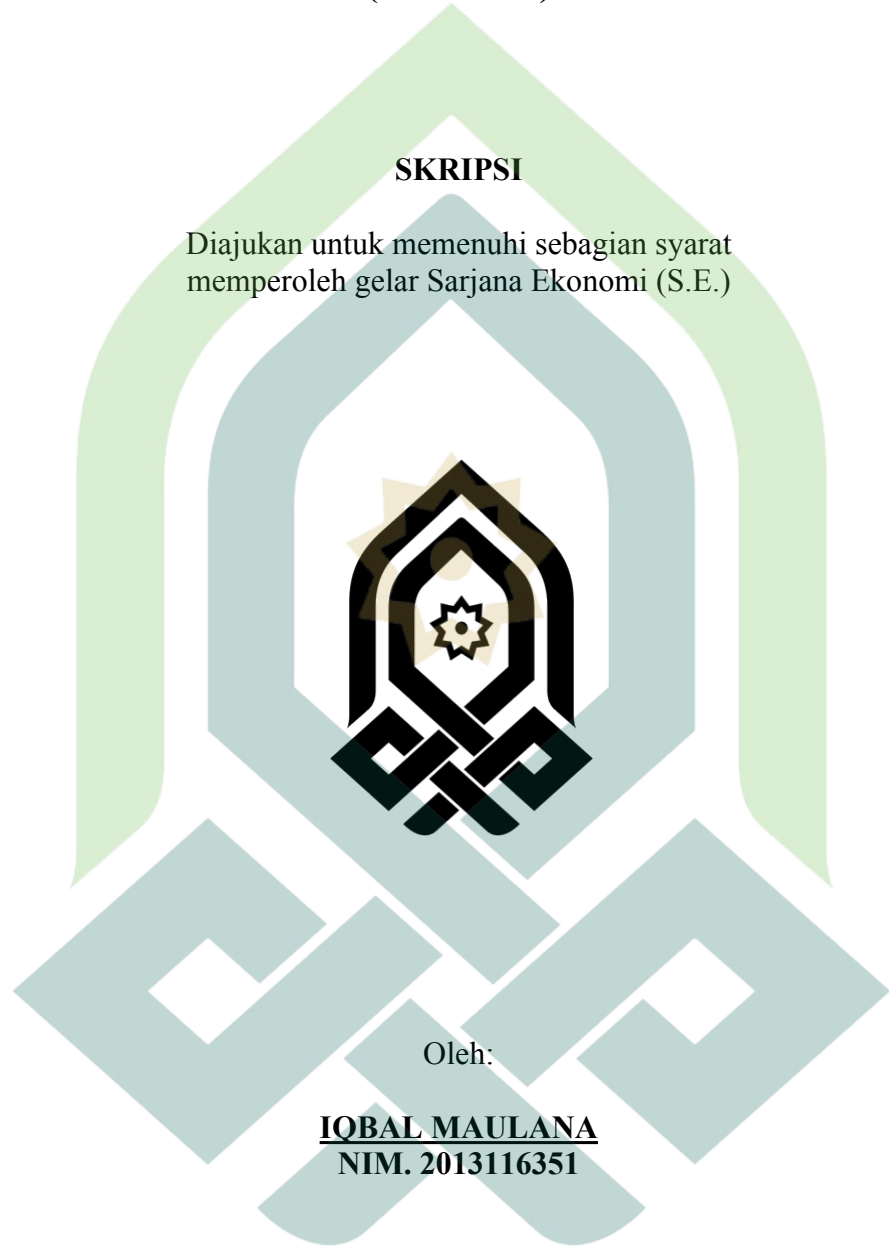 SKRIPSI
Diajukan untuk memenuhi sebagian syarat
memperoleh gelar Sarjana Ekonomi (S.E.)
Oleh:
IQBAL MAULANA
NIM. 2013116351